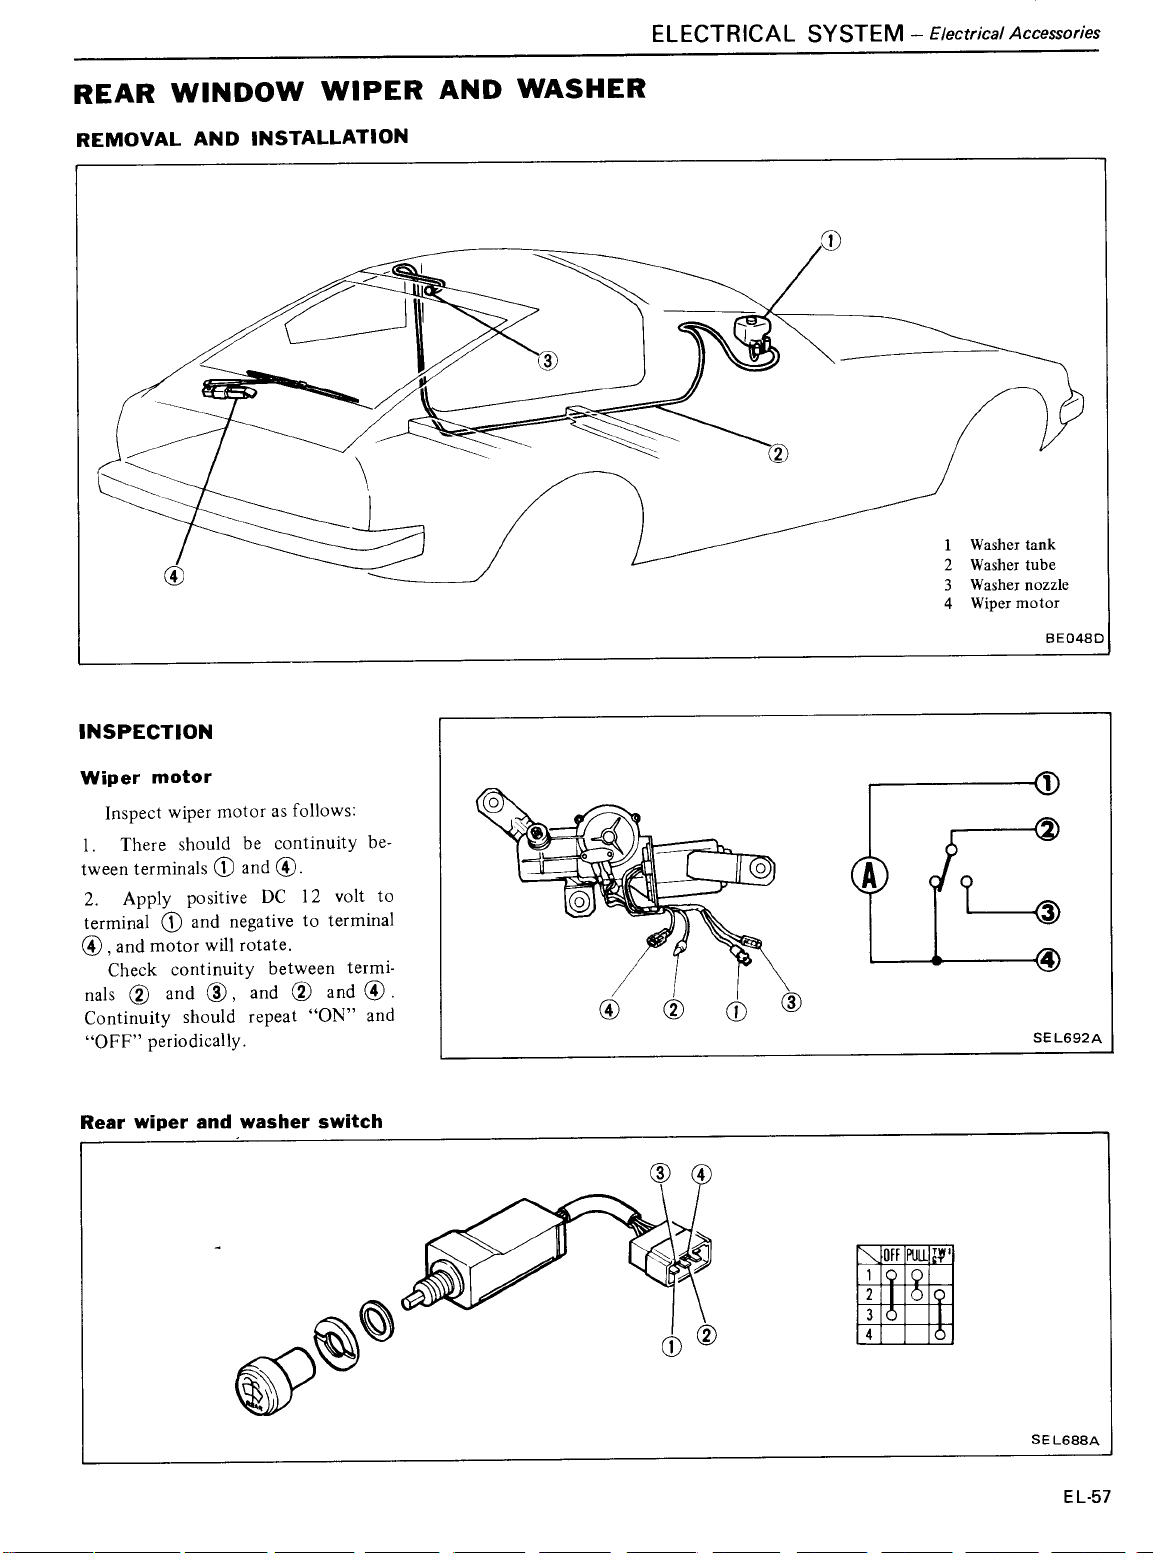 ELECTRICAL SYSTEM – Electrical Accessories
REAR WINDOW WIPER AND WASHER
REMOVAL AND INSTALLATION
1
3
2
4
1 Washer tank
2 Washer tube
3 Washer nozzle
4 Wiper motor
BE048D
INSPECTION
Wiper motor
Inspect wiper motor as follows:
1. There should be continuity be-
tween terminals ① and ④.
2. Apply positive DC 12 volt to
terminal ① and negative to terminal
④, and motor will rotate.
Check continuity between termi-
nals ② and ③, and ② and ④.
Continuity should repeat “ON” and
“OFF” periodically.
4 2 1 3
A
1
2
3
4
SEL692A
Rear wiper and washer switch
3 4
1 2
REAR
OFF PULL
1
2
3
4
SEL688A
EL-57